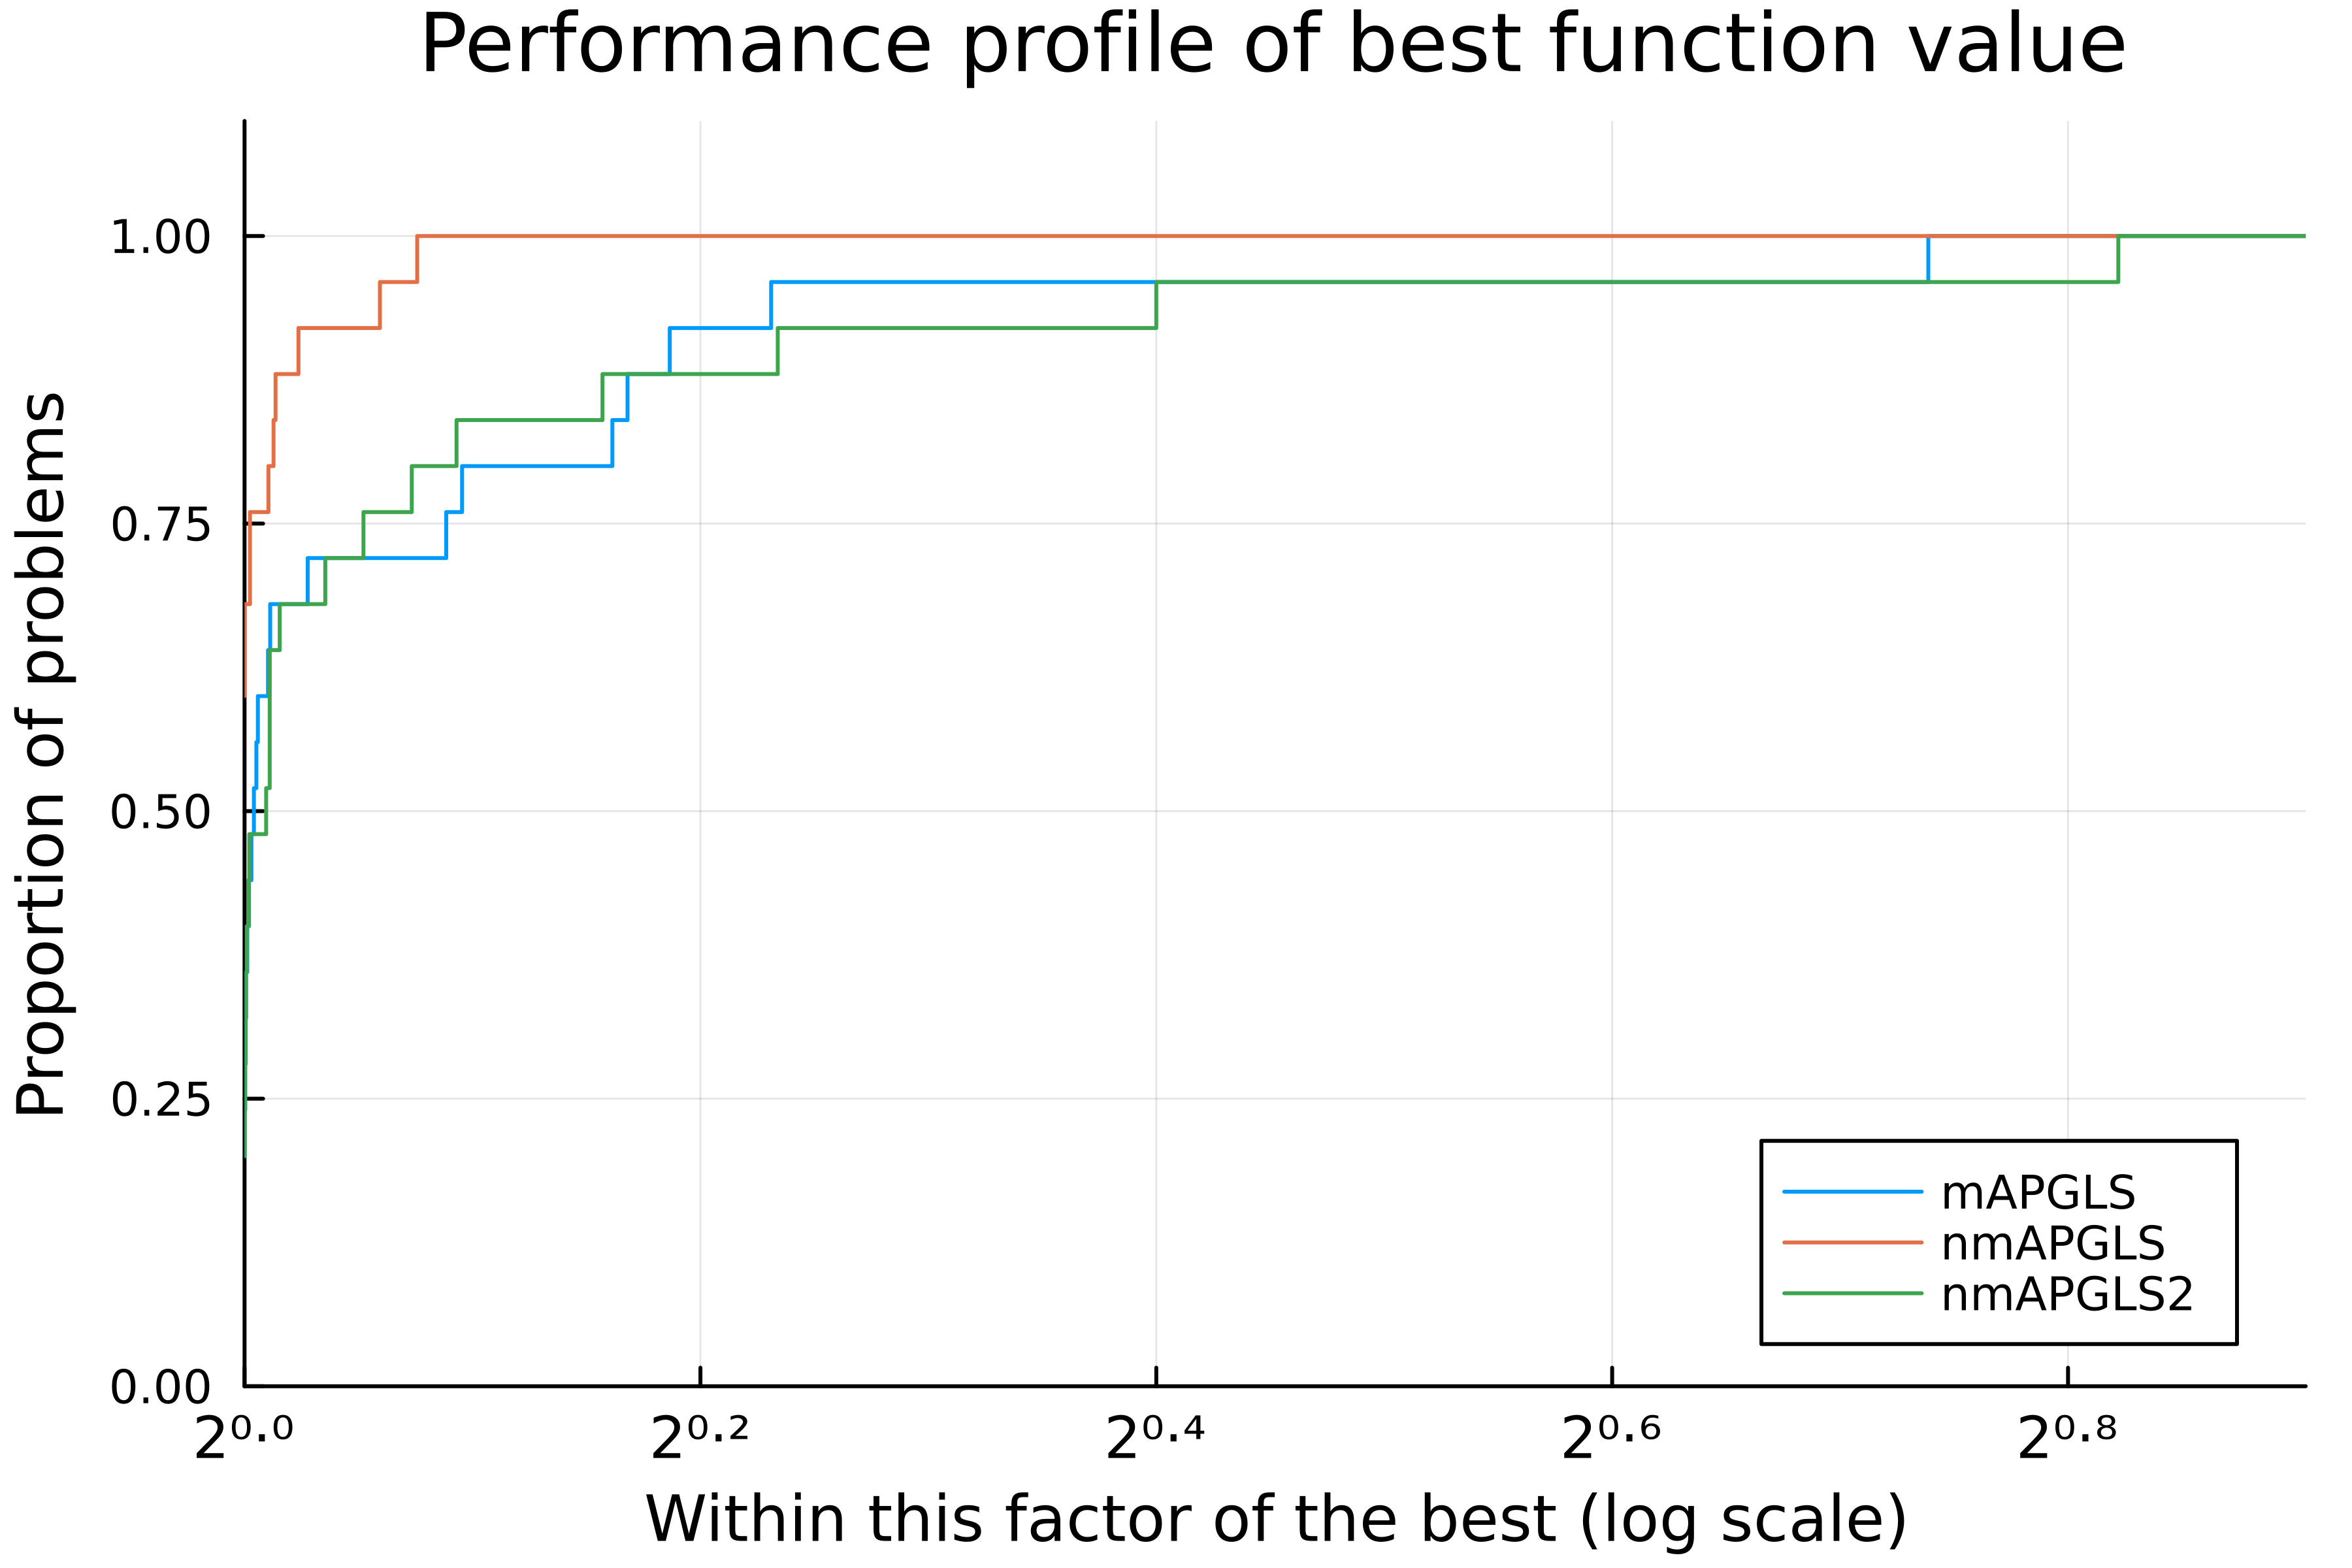 Performance profile of best function value
Proportion of problems
1.00
0.75
0.50
0.25
0.00
2⁰·⁰ 2⁰·² 2⁰·⁴ 2⁰·⁶ 2⁰·⁸
Within this factor of the best (log scale)
mAPGLS
nmAPGLS
nmAPGLS2